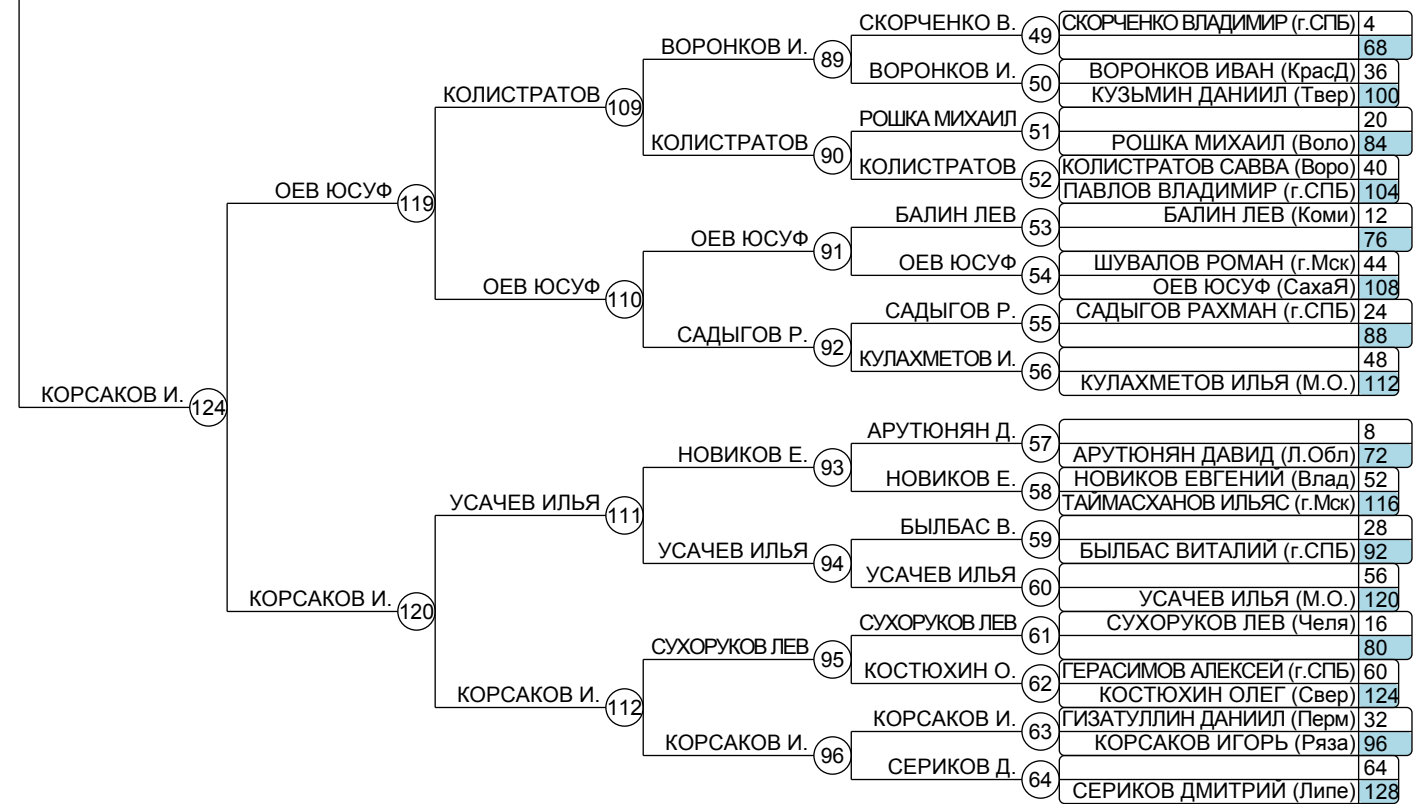 СКОРЧЕНКО В. 49 СКОРЧЕНКО ВЛАДИМИР (г.СПБ) 4
ВОРОНКОВ И. 89 68
ВОРОНКОВ И. 50 ВОРОНКОВ ИВАН (КрасД) 36
КОЛИСТРАТОВ 109 КУЗЬМИН ДАНИИЛ (Твер) 100
РОШКА МИХАИЛ 51 20
КОЛИСТРАТОВ 90 РОШКА МИХАИЛ (Воло) 84
КОЛИСТРАТОВ 52 КОЛИСТРАТОВ САВВА (Воро) 40
ОЕВ ЮСУФ 119 ПАВЛОВ ВЛАДИМИР (г.СПБ) 104
БАЛИН ЛЕВ 53 БАЛИН ЛЕВ (Коми) 12
ОЕВ ЮСУФ 91 76
ОЕВ ЮСУФ 54 ШУВАЛОВ РОМАН (г.Мск) 44
ОЕВ ЮСУФ 110 ОЕВ ЮСУФ (СахаЯ) 108
САДЫГОВ Р. 55 САДЫГОВ РАХМАН (г.СПБ) 24
САДЫГОВ Р. 92 88
КУЛАХМЕТОВ И. 56 48
КУЛАХМЕТОВ ИЛЬЯ (М.О.) 112
КОРСАКОВ И. 124
АРУТЮНЯН Д. 57 8
НОВИКОВ Е. 93 АРУТЮНЯН ДАВИД (Л.Обл) 72
НОВИКОВ Е. 58 НОВИКОВ ЕВГЕНИЙ (Влад) 52
УСАЧЕВ ИЛЬЯ 111 ТАЙМАСХАНОВ ИЛЬЯС (г.Мск) 116
БЫЛБАС В. 59 28
УСАЧЕВ ИЛЬЯ 94 БЫЛБАС ВИТАЛИЙ (г.СПБ) 92
УСАЧЕВ ИЛЬЯ 60 56
КОРСАКОВ И. 120 УСАЧЕВ ИЛЬЯ (М.О.) 120
СУХОРУКОВ ЛЕВ 61 СУХОРУКОВ ЛЕВ (Челя) 16
СУХОРУКОВ ЛЕВ 95 80
КОСТЮХИН О. 62 ГЕРАСИМОВ АЛЕКСЕЙ (г.СПБ) 60
КОРСАКОВ И. 112 КОСТЮХИН ОЛЕГ (Свер) 124
КОРСАКОВ И. 63 ГИЗАТУЛЛИН ДАНИИЛ (Перм) 32
КОРСАКОВ И. 96 КОРСАКОВ ИГОРЬ (Ряза) 96
СЕРИКОВ Д. 64 64
СЕРИКОВ ДМИТРИЙ (Липе) 128